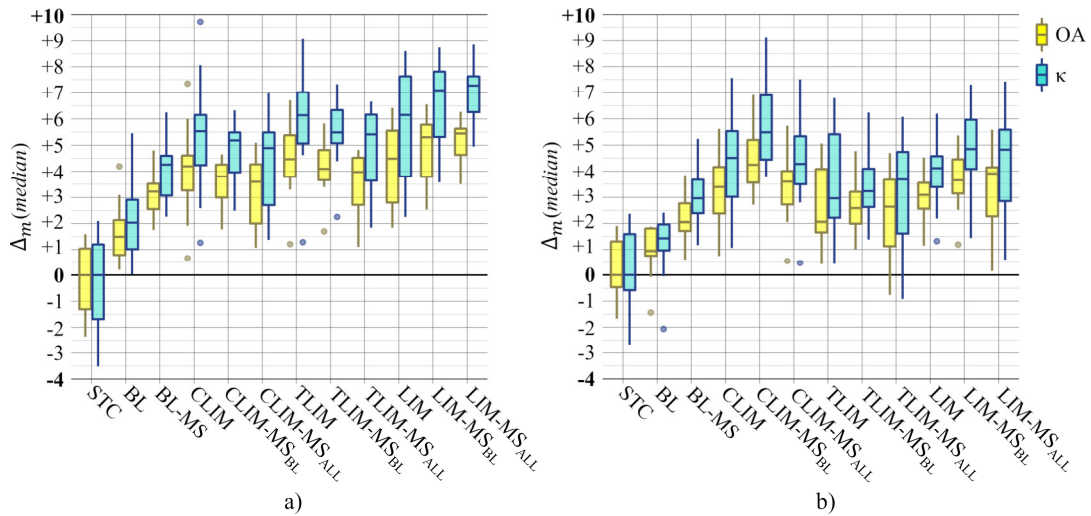 +10
+9
+8
+7
+6
+5
+4
+3
+2
+1
0
-1
-2
-3
-4
Δm(median)
STC
BL
BL-MS
CLIM
CLIM-MSBL
CLIM-MSALL
TLIM
TLIM-MSBL
TLIM-MSALL
LIM
LIM-MSBL
LIM-MSALL
a)
+10
+9
+8
+7
+6
+5
+4
+3
+2
+1
0
-1
-2
-3
-4
Δm(median)
STC
BL
BL-MS
CLIM
CLIM-MSBL
CLIM-MSALL
TLIM
TLIM-MSBL
TLIM-MSALL
LIM
LIM-MSBL
LIM-MSALL
b)
OA
κ